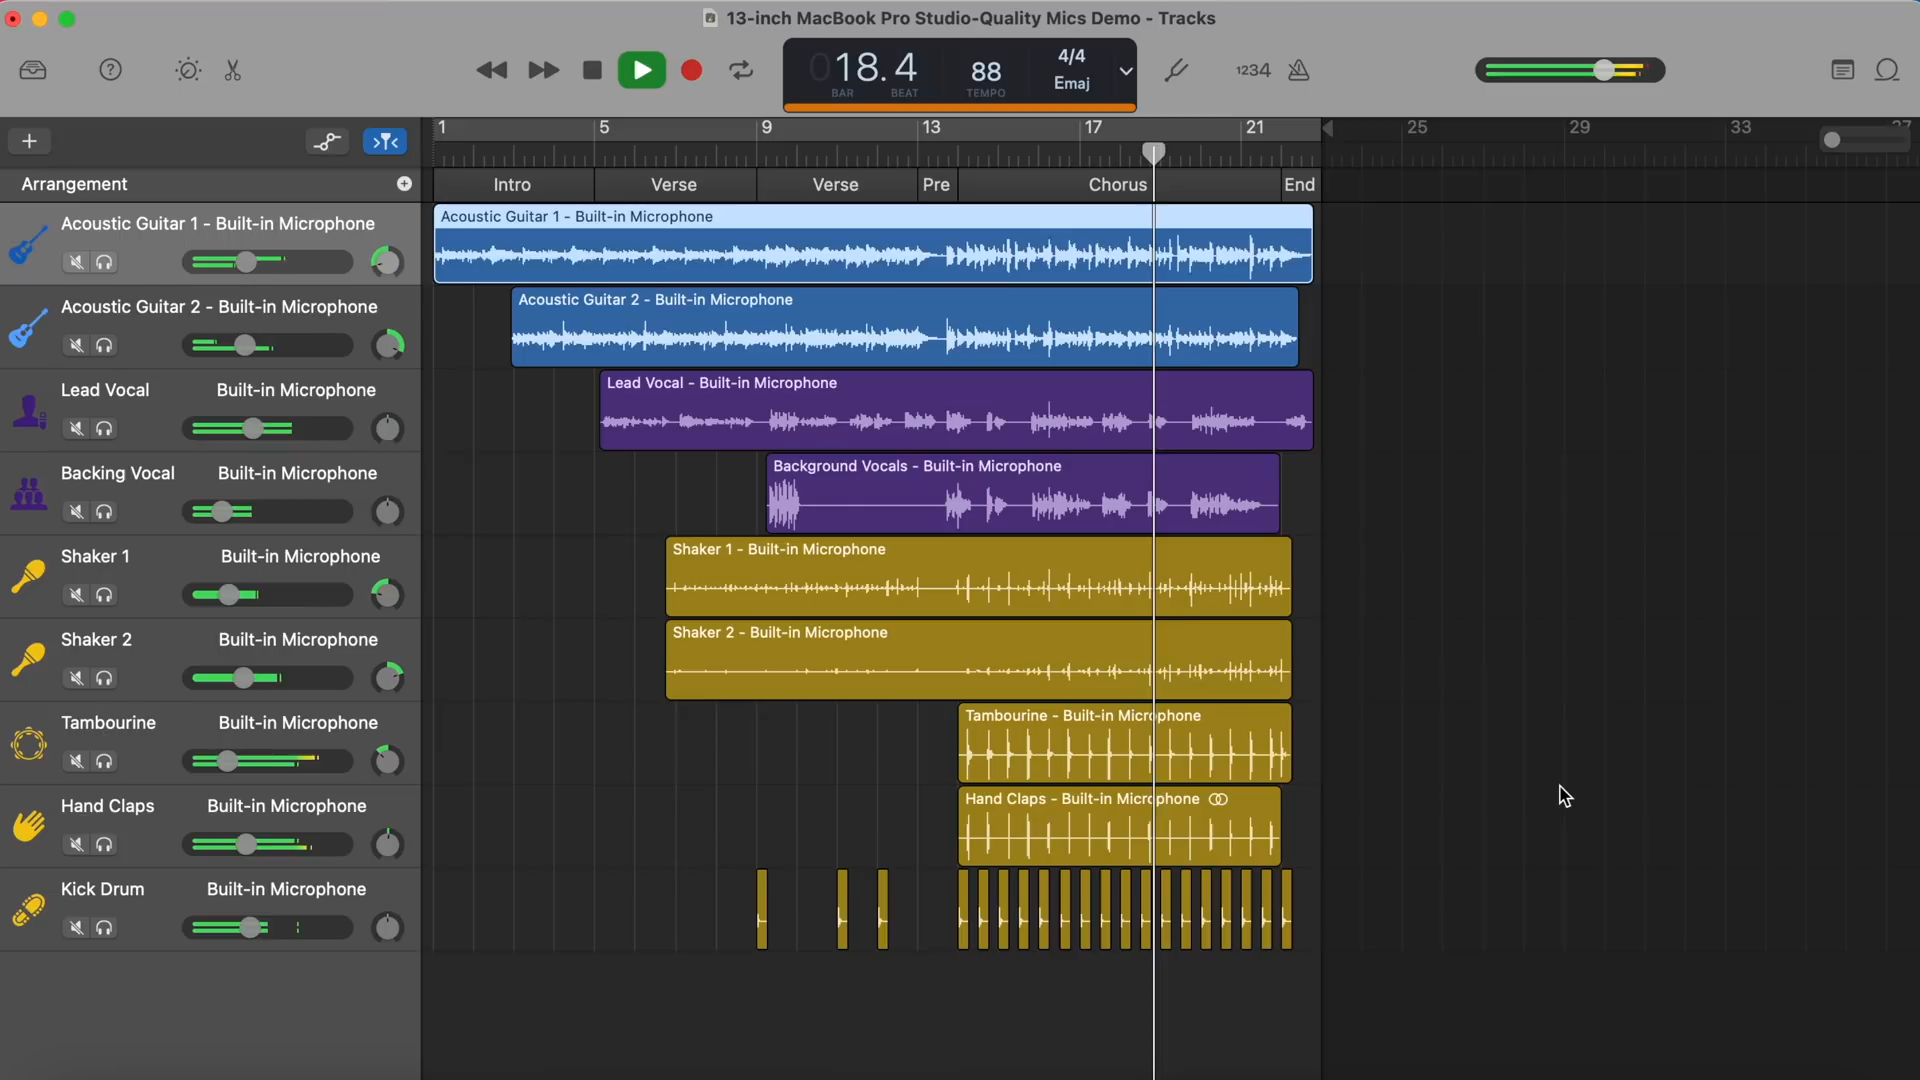 13-inch MacBook Pro Studio-Quality Mics Demo - Tracks
018.4
BAR
BEAT
88
TEMPO
4/4
Emaj
1234
1
5
9
13
17
21
25
29
33
37
Arrangement
Intro
Verse
Verse
Pre
Chorus
End
Acoustic Guitar 1 - Built-in Microphone
Acoustic Guitar 1 - Built-in Microphone
Acoustic Guitar 2 - Built-in Microphone
Acoustic Guitar 2 - Built-in Microphone
Lead Vocal Built-in Microphone
Lead Vocal - Built-in Microphone
Backing Vocal Built-in Microphone
Background Vocals - Built-in Microphone
Shaker 1 Built-in Microphone
Shaker 1 - Built-in Microphone
Shaker 2 Built-in Microphone
Shaker 2 - Built-in Microphone
Tambourine Built-in Microphone
Tambourine - Built-in Microphone
Hand Claps Built-in Microphone
Hand Claps - Built-in Microphone
Kick Drum Built-in Microphone